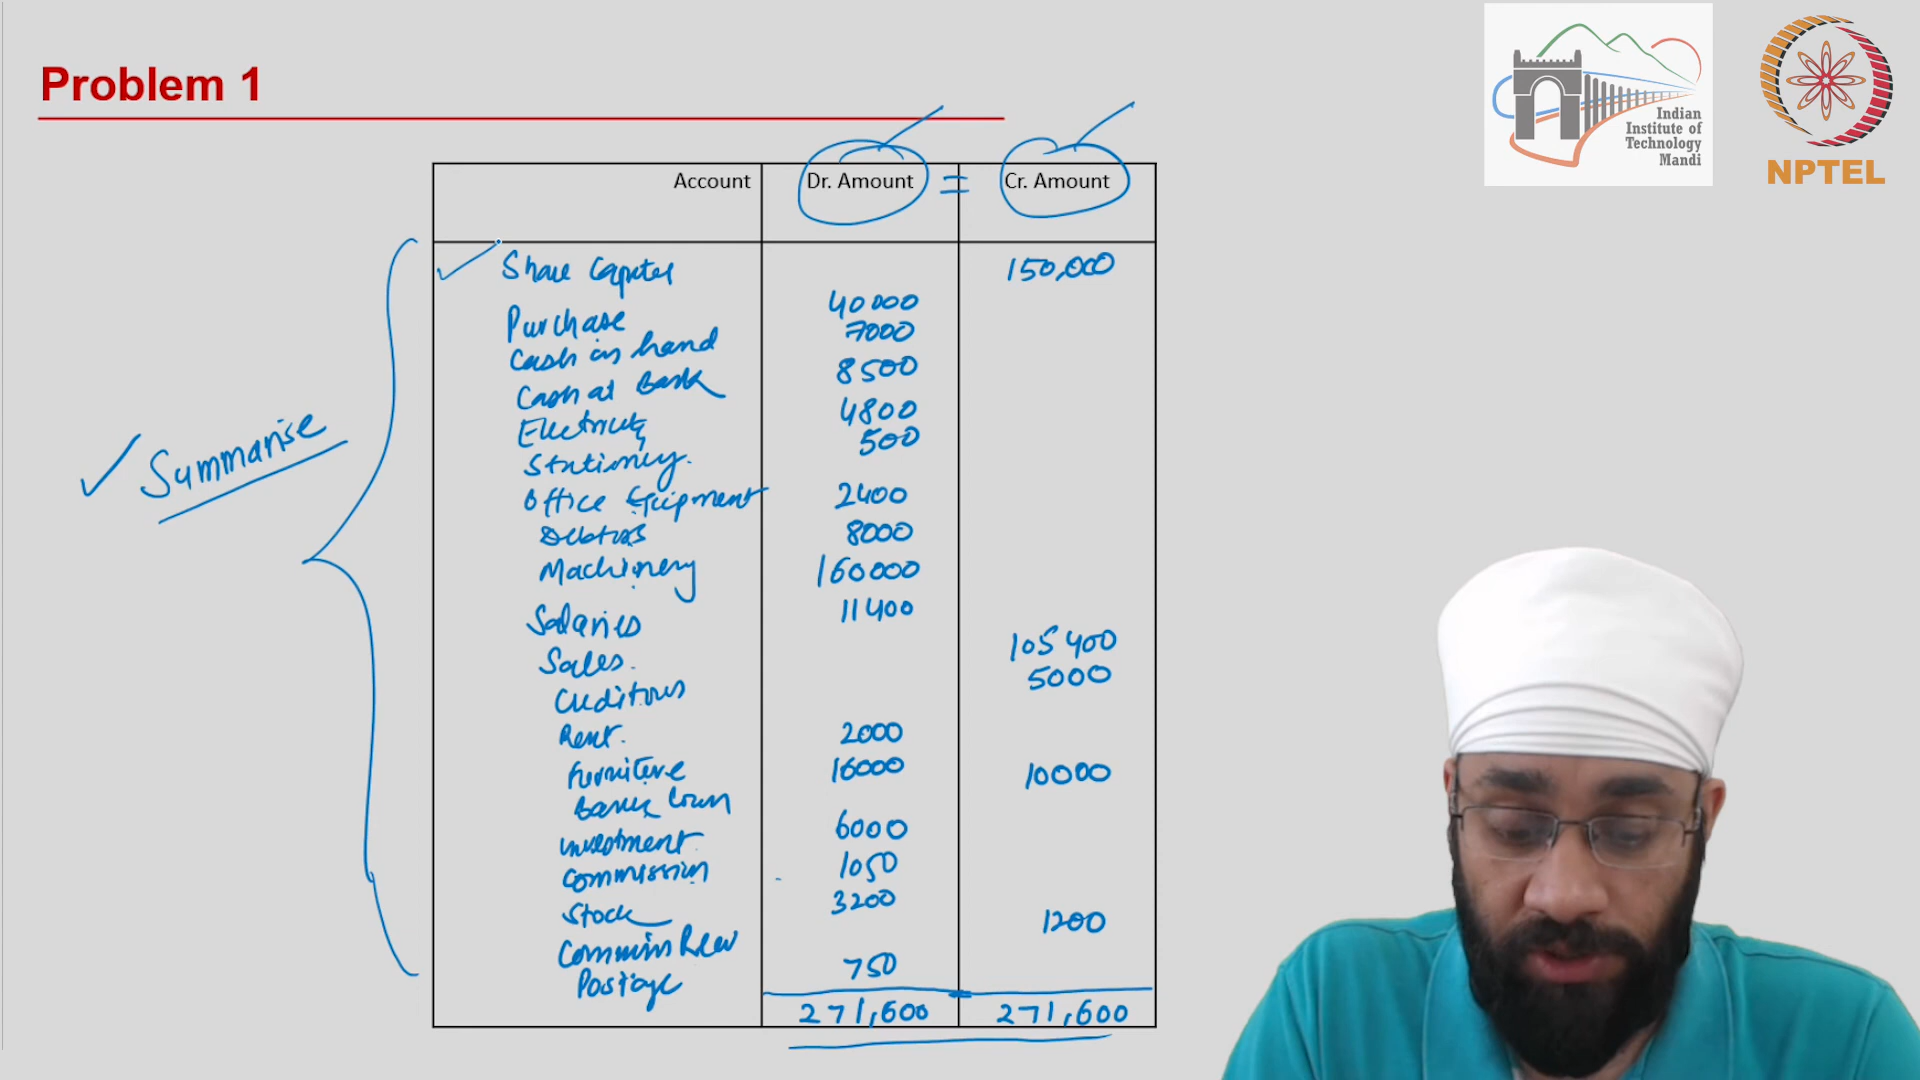 Problem 1
Indian
Institute of
Technology
Mandi
NPTEL
Account Dr. Amount = Cr. Amount
Share Capital 150,000
Purchase 40000
Cash in hand 7000
Cash at Bank 8500
Electricity 4800
Stationery. 500
Office Equipment 2400
Debtors 8000
Machinery 160000
Salaries 11400
Sales. 105400
Creditors 5000
Rent. 2000
Furniture 16000
Bank loan 10000
Investment 6000
Commission 1050
Stock 3200
Commission 1200
Postage 750
271,600 = 271,600
✓ Summarise